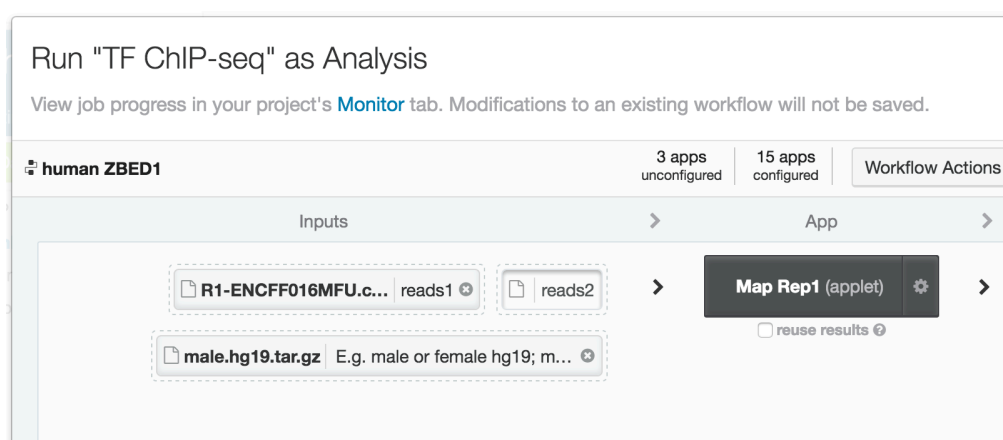 Run "TF ChIP-seq" as Analysis
View job progress in your project's Monitor tab. Modifications to an existing workflow will not be saved.
human ZBED1
3 apps unconfigured
15 apps configured
Workflow Actions
Inputs
App
R1-ENCFF016MFU.c... reads1
reads2
Map Rep1 (applet)
reuse results
male.hg19.tar.gz E.g. male or female hg19; m...